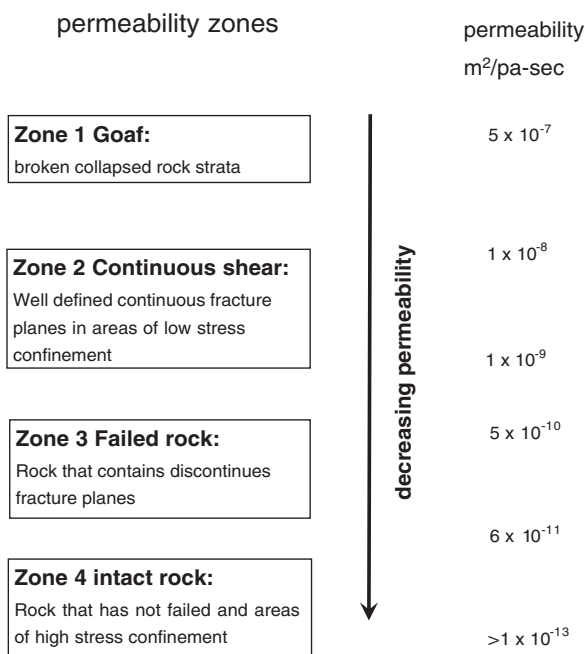 permeability zones
permeability
m²/pa-sec
Zone 1 Goaf:
broken collapsed rock strata
5 x 10⁻⁷
Zone 2 Continuous shear:
Well defined continuous fracture
planes in areas of low stress
confinement
1 x 10⁻⁸
1 x 10⁻⁹
Zone 3 Failed rock:
Rock that contains discontinues
fracture planes
5 x 10⁻¹⁰
6 x 10⁻¹¹
Zone 4 intact rock:
Rock that has not failed and areas
of high stress confinement
>1 x 10⁻¹³
decreasing permeability